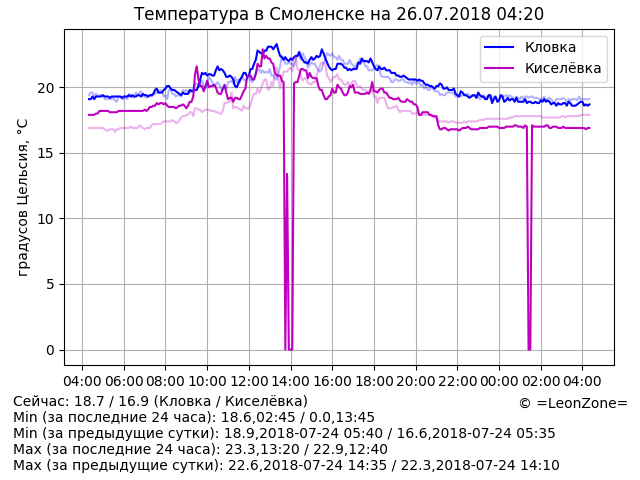 Температура в Смоленске на 26.07.2018 04:20
Кловка
Киселёвка
градусов Цельсия, °C
20
15
10
5
0
04:00 06:00 08:00 10:00 12:00 14:00 16:00 18:00 20:00 22:00 00:00 02:00 04:00
Сейчас: 18.7 / 16.9 (Кловка / Киселёвка)
© =LeonZone=
Min (за последние 24 часа): 18.6,02:45 / 0.0,13:45
Min (за предыдущие сутки): 18.9,2018-07-24 05:40 / 16.6,2018-07-24 05:35
Max (за последние 24 часа): 23.3,13:20 / 22.9,12:40
Max (за предыдущие сутки): 22.6,2018-07-24 14:35 / 22.3,2018-07-24 14:10